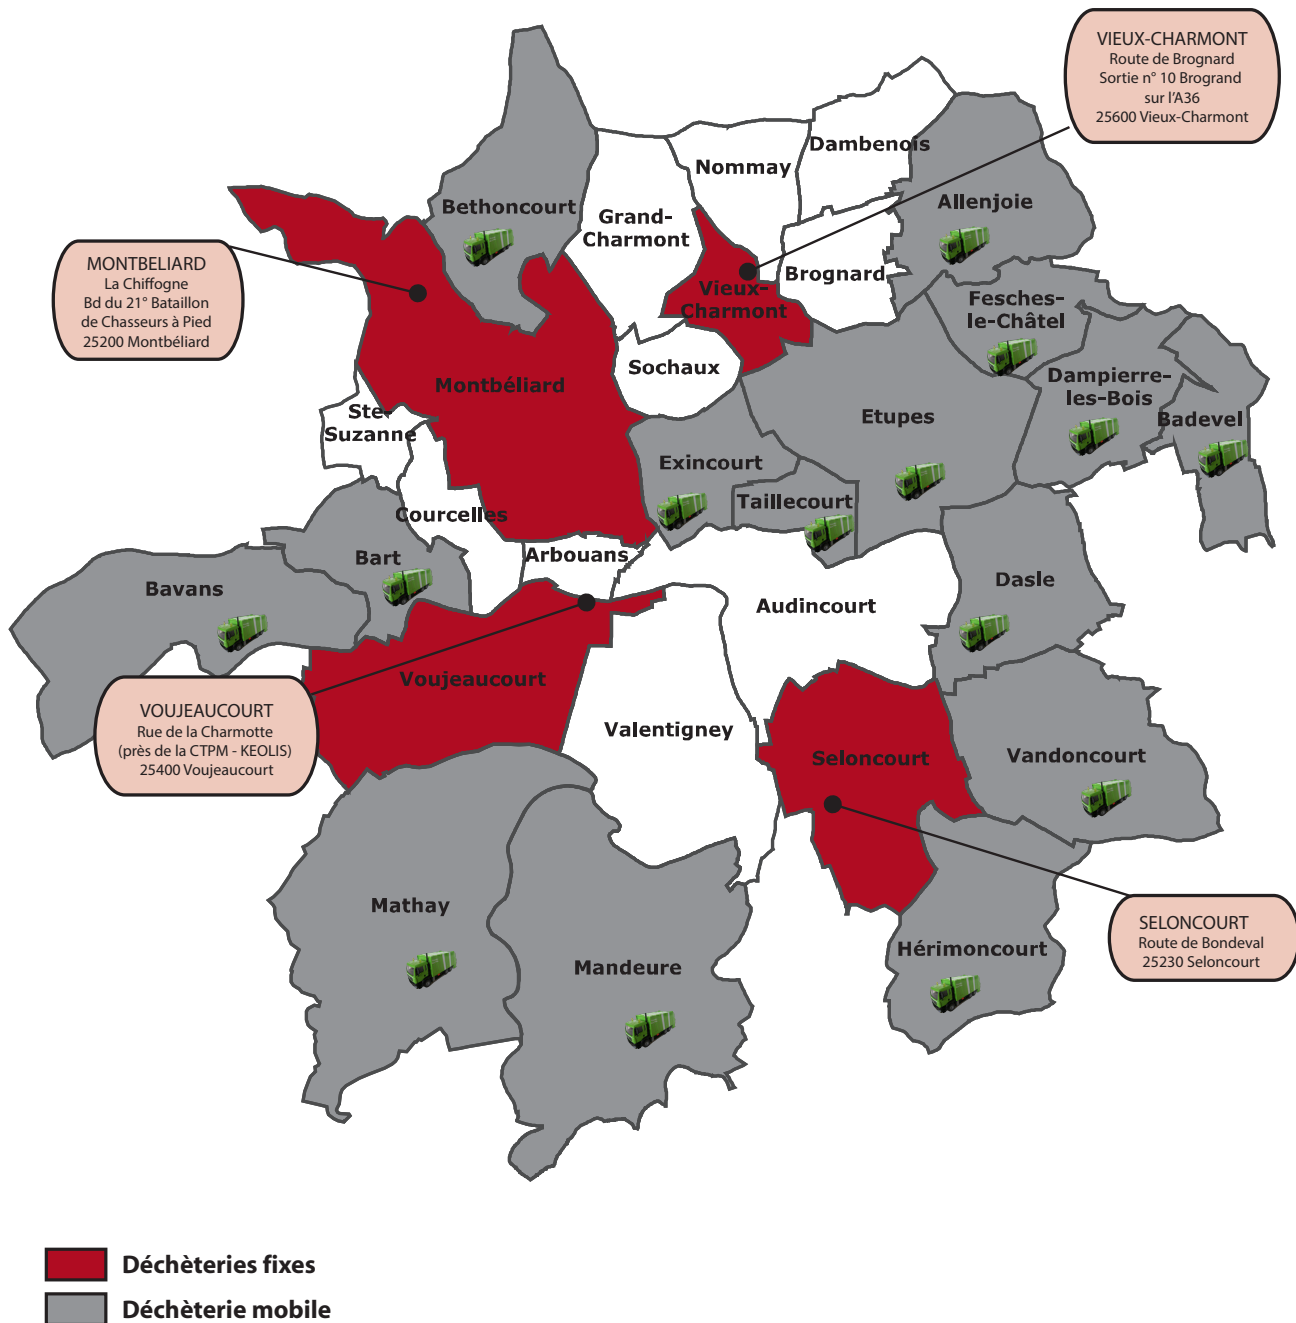 VIEUX-CHARMONT
Route de Brognard
Sortie n° 10 Brogrand
sur l'A36
25600 Vieux-Charmont
Dambenois
Nommay
Allenjoie
Bethoncourt
Grand-
Charmont
MONTBELIARD
La Chiffogne
Bd du 21° Bataillon
de Chasseurs à Pied
25200 Montbéliard
Brognard
Vieux-
Charmont
Fesches-
le-Châtel
Sochaux
Montbéliard
Dampierre-
les-Bois
Ste-
Suzanne
Etupes
Badevel
Exincourt
Taillecourt
Courcelles
Arbouans
Bart
Bavans
Dasle
Audincourt
Voujeaucourt
VOUJEAUCOURT
Rue de la Charmotte
(près de la CTPM - KEOLIS)
25400 Voujeaucourt
Valentigney
Seloncourt
Vandoncourt
Mathay
Mandeure
Hérimoncourt
SELONCOURT
Route de Bondeval
25230 Seloncourt
Déchèteries fixes
Déchèterie mobile